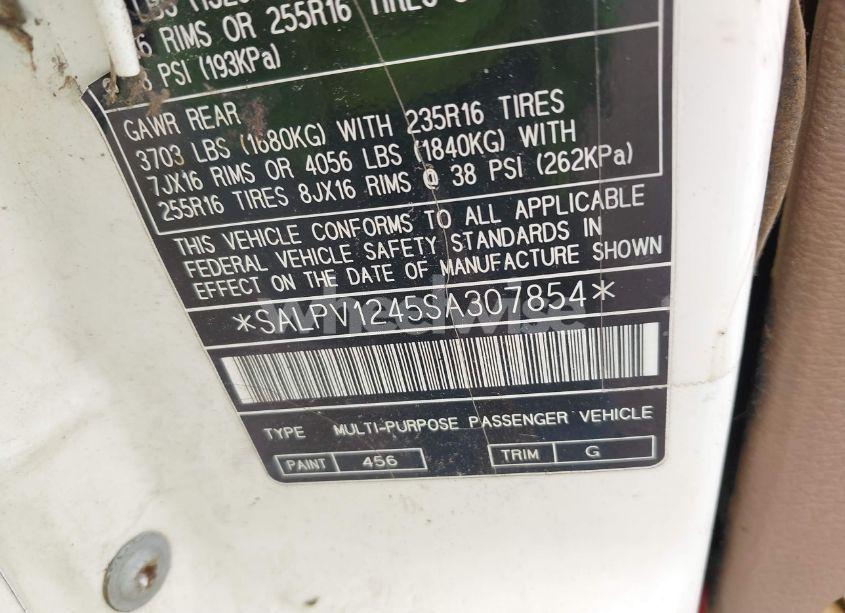 RIMS OR 255R16 TIRES
PSI (193KPa)
GAWR REAR
3703 LBS (1680KG) WITH 235R16 TIRES
7JX16 RIMS OR 4056 LBS (1840KG) WITH
255R16 TIRES 8JX16 RIMS @ 38 PSI (262KPa)
THIS VEHICLE CONFORMS TO ALL APPLICABLE
FEDERAL VEHICLE SAFETY STANDARDS IN
EFFECT ON THE DATE OF MANUFACTURE SHOWN
*SALPV1245SA307854*
wheelwise
TYPE MULTI-PURPOSE PASSENGER VEHICLE
PAINT 456 TRIM G